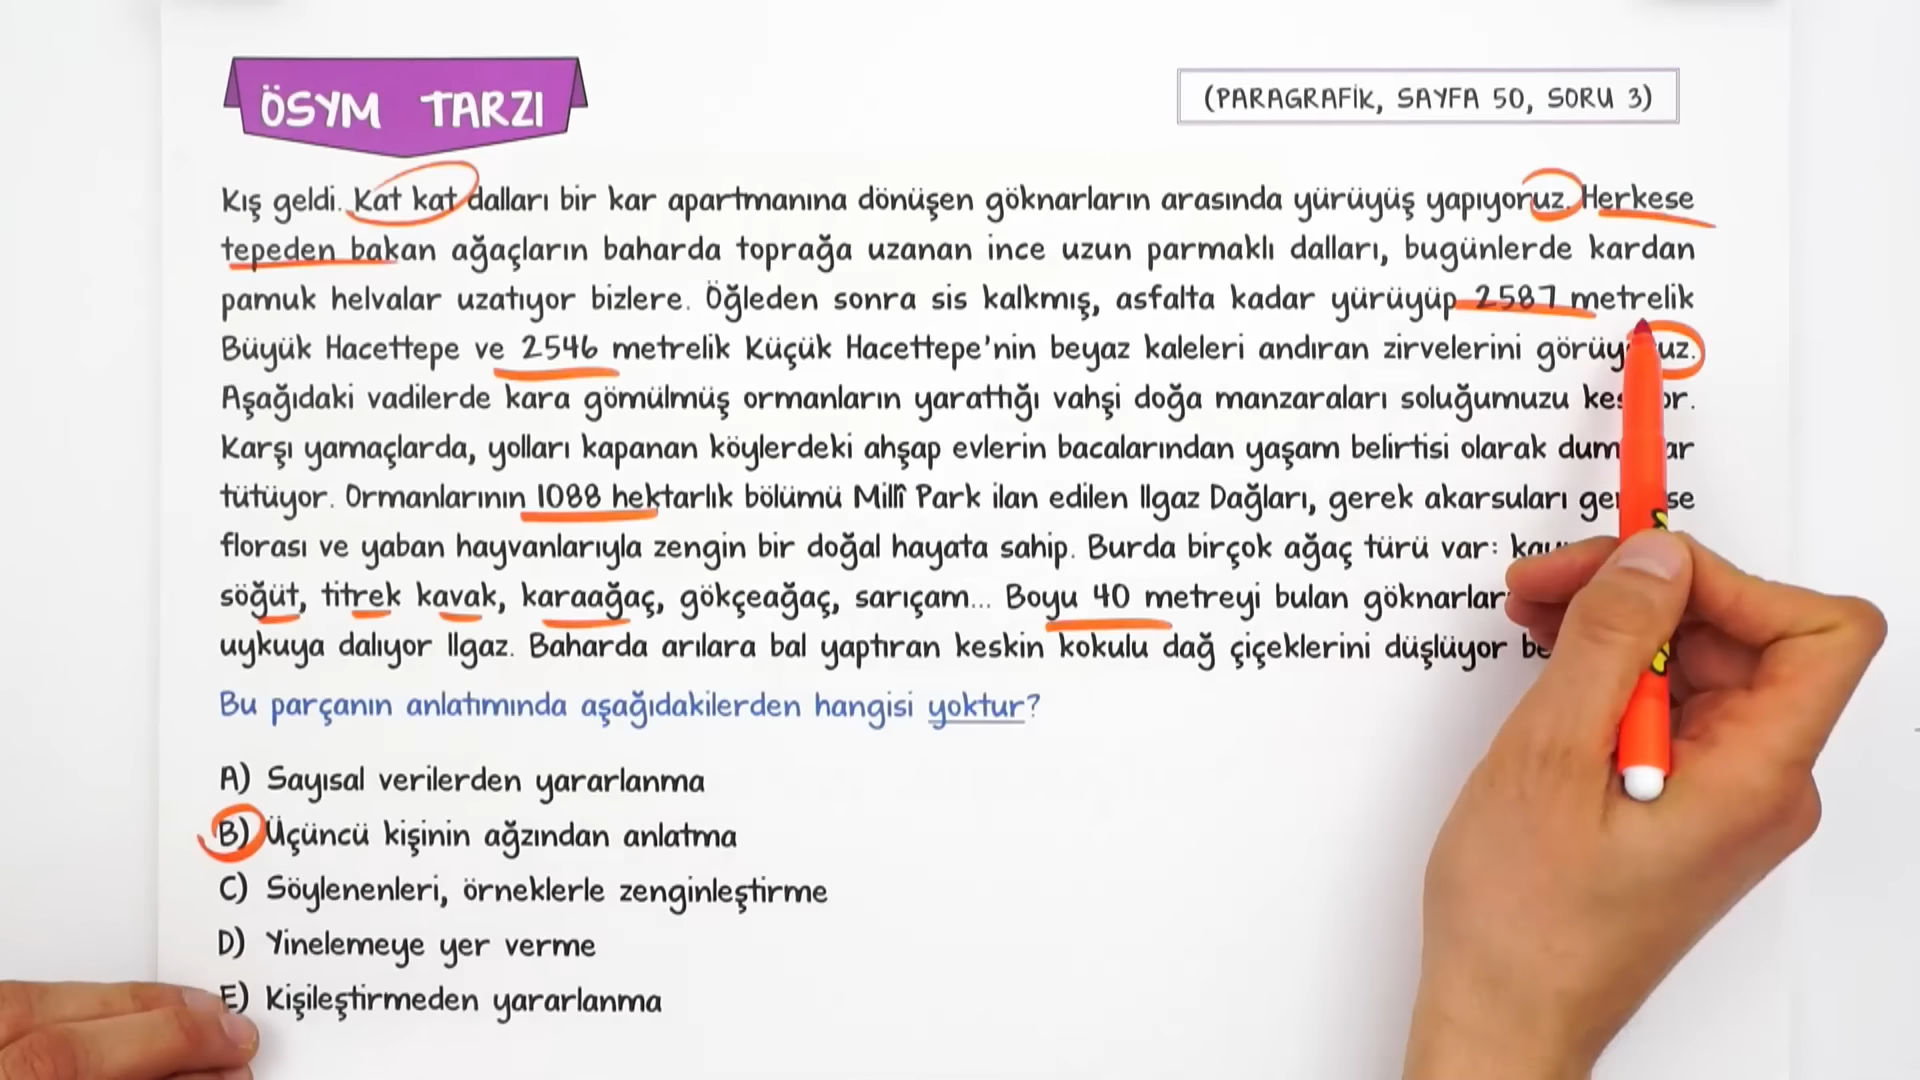 ÖSYM TARZI
(PARAGRAFİK, SAYFA 50, SORU 3)
Kış geldi. Kat kat dalları bir kar apartmanına dönüşen göknarların arasında yürüyüş yapıyoruz. Herkese
tepeden bakan ağaçların baharda toprağa uzanan ince uzun parmaklı dalları, bugünlerde kardan
pamuk helvalar uzatıyor bizlere. Öğleden sonra sis kalkmış, asfalta kadar yürüyüp 2587 metrelik
Büyük Hacettepe ve 2546 metrelik Küçük Hacettepe'nin beyaz kaleleri andıran zirvelerini
Aşağıdaki vadilerde kara gömülmüş ormanların yarattığı vahşi doğa manzaraları soluğumuzu
Karşı yamaçlarda, yolları kapanan köylerdeki ahşap evlerin bacalarından yaşam belirtisi olarak
tütüyor. Ormanlarının 1088 hektarlık bölümü Millî Park ilan edilen Ilgaz Dağları, gerek akarsuları
florası ve yaban hayvanlarıyla zengin bir doğal hayata sahip. Burda birçok ağaç türü var:
söğüt, titrek kavak, karaağaç, gökçeağaç, sarıçam... Boyu 40 metreyi bulan
uykuya dalıyor Ilgaz. Baharda arılara bal yaptıran keskin kokulu dağ çiçeklerini düşlüyor
Bu parçanın anlatımında aşağıdakilerden hangisi yoktur?
A) Sayısal verilerden yararlanma
B) Üçüncü kişinin ağzından anlatma
C) Söylenenleri, örneklerle zenginleştirme
D) Yinelemeye yer verme
E) Kişileştirmeden yararlanma